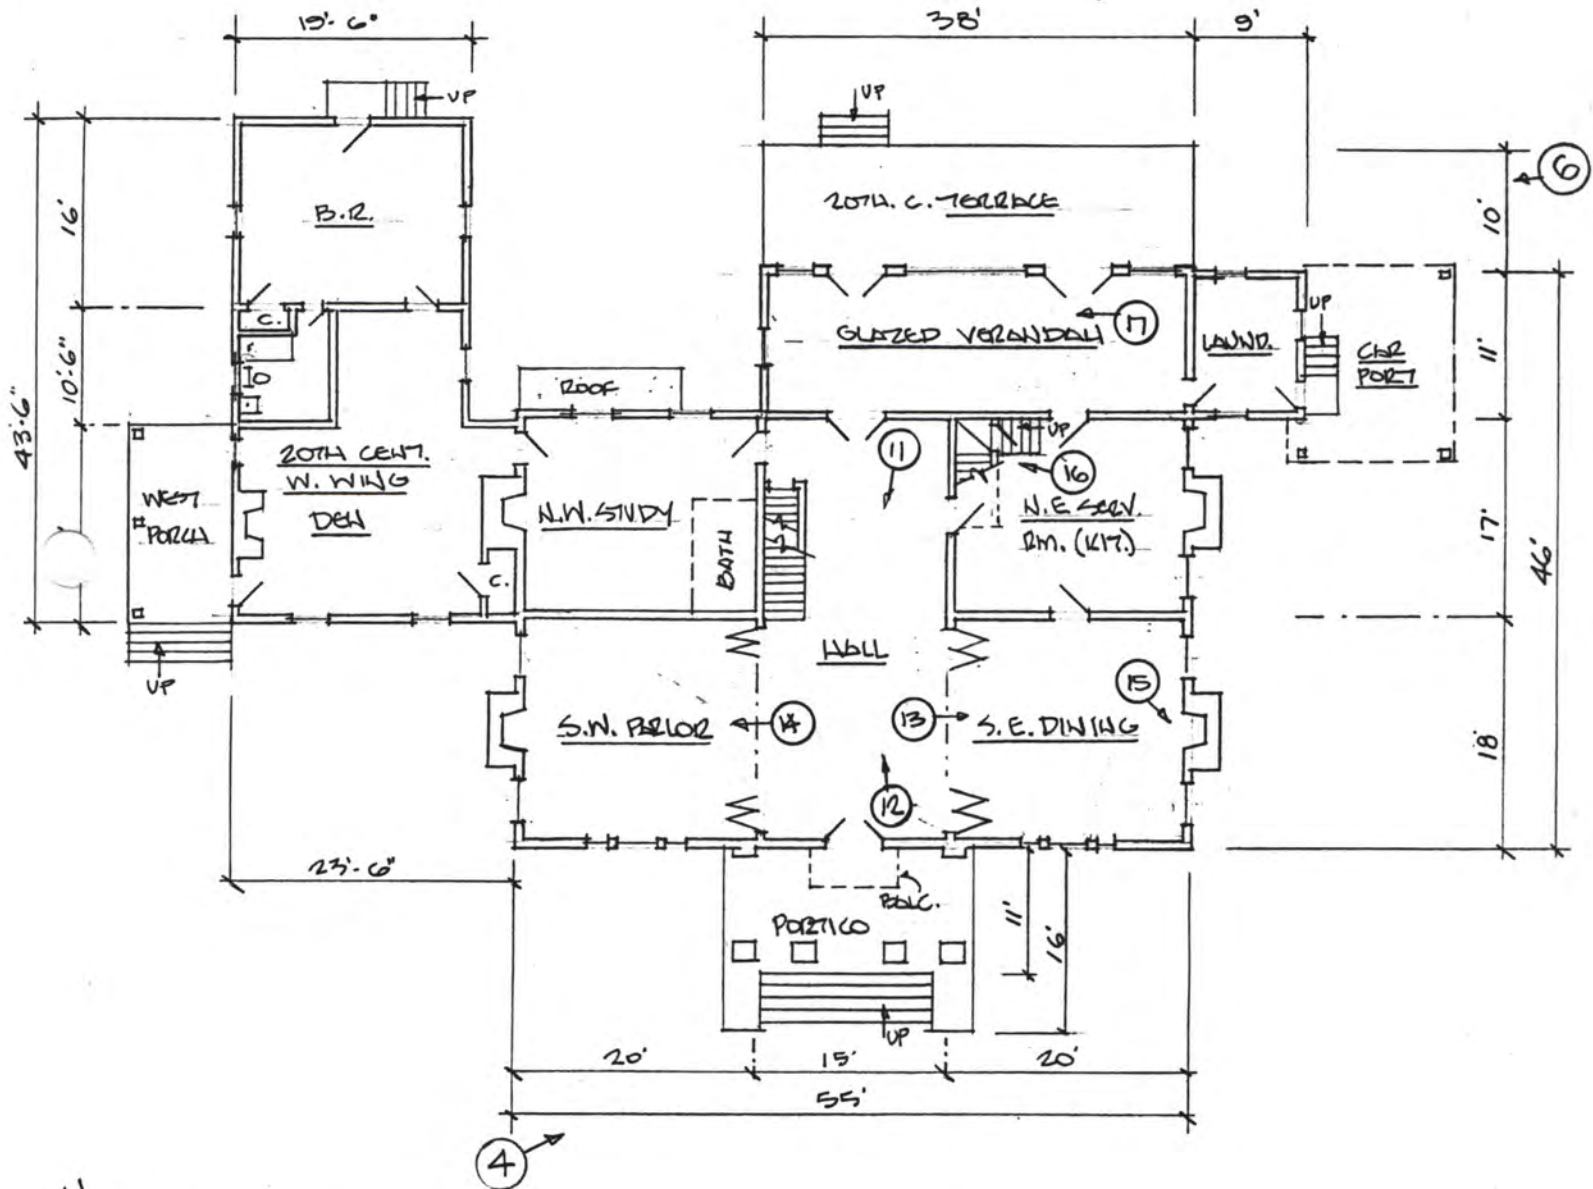 19'-6"
38'
9'
UP
UP
6
16'
B.R.
20TH. C. TERRACE
10'
C.
GLAZED VERANDAH
17
LAUND.
UP
CAR
PORT
11'
10'-6"
43'-6"
ROOF
20TH CENT.
W. WING
DEN
WEST
PORCH
N.W. STUDY
BATH
11
UP
16
N.E SERV.
RM. (KIT.)
17'
46'
C.
UP
HALL
S.W. PARLOR
14
13
S.E. DINING
15
18'
12
23'-6"
BALC.
PORTICO
11'
16'
UP
20'
15'
20'
55'
4